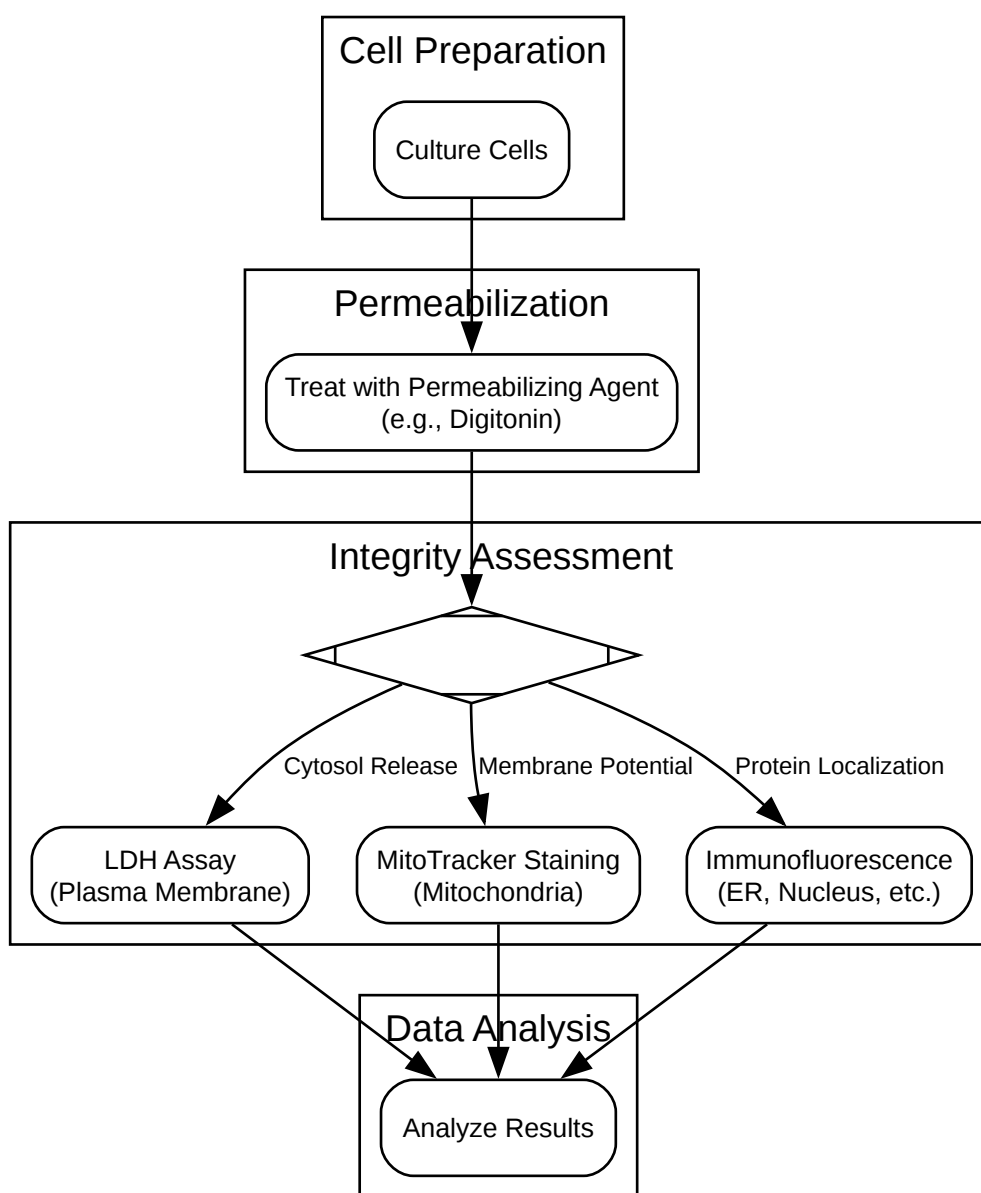 Cell Preparation
Culture Cells
Permeabilization
Treat with Permeabilizing Agent
(e.g., Digitonin)
Integrity Assessment
Cytosol Release
Membrane Potential
Protein Localization
LDH Assay
(Plasma Membrane)
MitoTracker Staining
(Mitochondria)
Immunofluorescence
(ER, Nucleus, etc.)
Data Analysis
Analyze Results